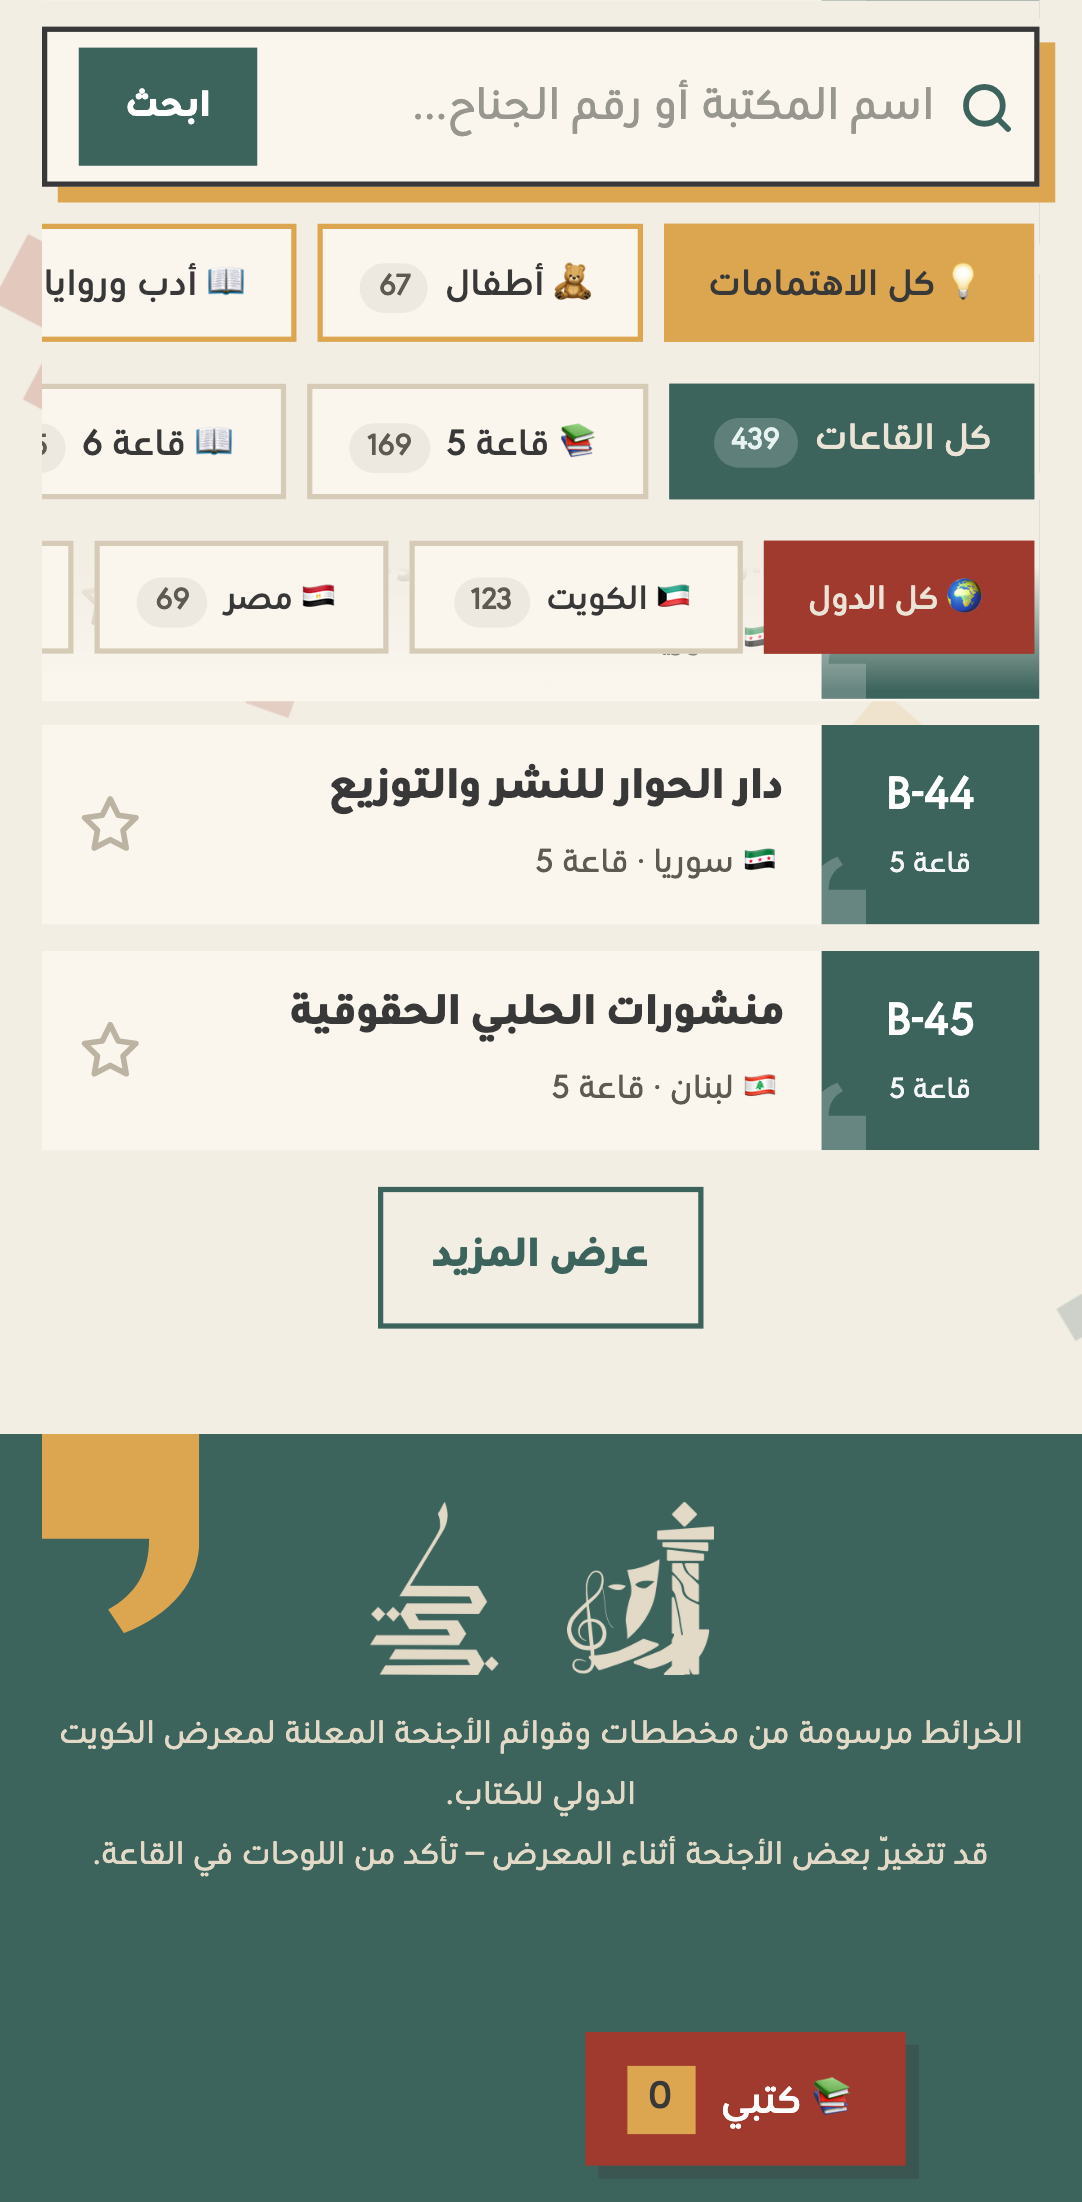 اسم المكتبة أو رقم الجناح... ابحث
💡 كل الاهتمامات 🧸 أطفال 67 📖 أدب وروايا
كل القاعات 439 📚 قاعة 5 169 📖 قاعة 6
🌍 كل الدول 🇰🇼 الكويت 123 🇪🇬 مصر 69
B-44
قاعة 5
دار الحوار للنشر والتوزيع
سوريا · قاعة 5
B-45
قاعة 5
منشورات الحلبي الحقوقية
🇱🇧 لبنان · قاعة 5
عرض المزيد
الخرائط مرسومة من مخططات وقوائم الأجنحة المعلنة لمعرض الكويت
الدولي للكتاب.
قد تتغيّر بعض الأجنحة أثناء المعرض – تأكد من اللوحات في القاعة.
📚 كتبي 0